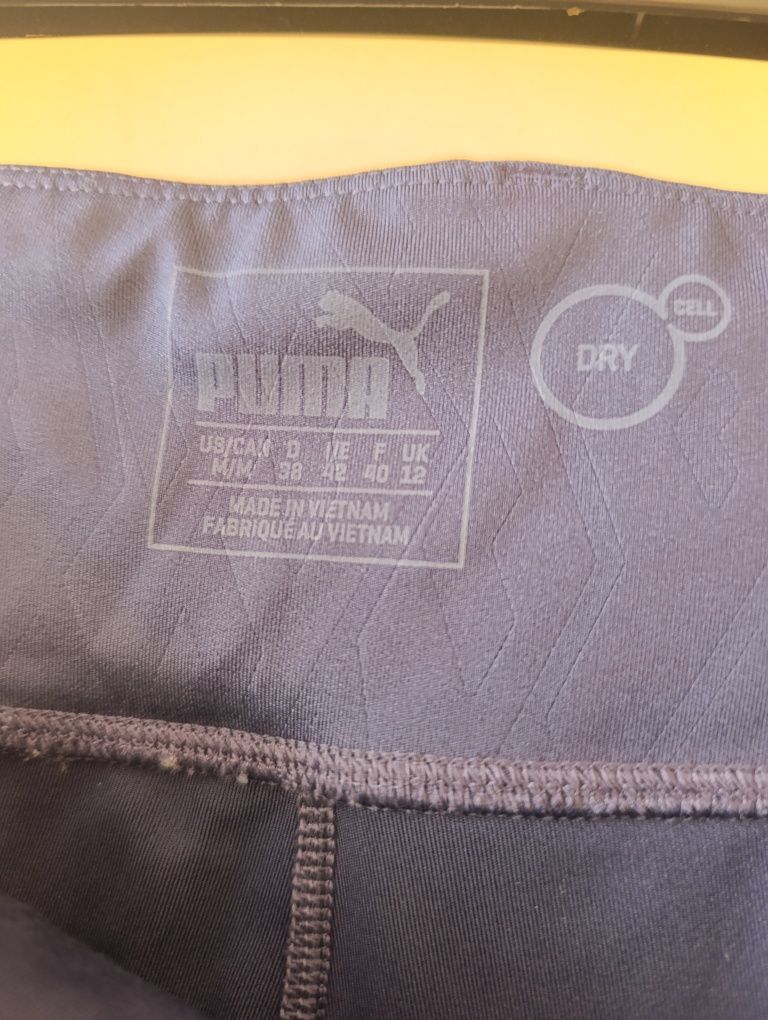 PUMA
US/CAN D I/E F UK
M/M 38 42 40 12
MADE IN VIETNAM
FABRIQUE AU VIETNAM
DRY
CELL